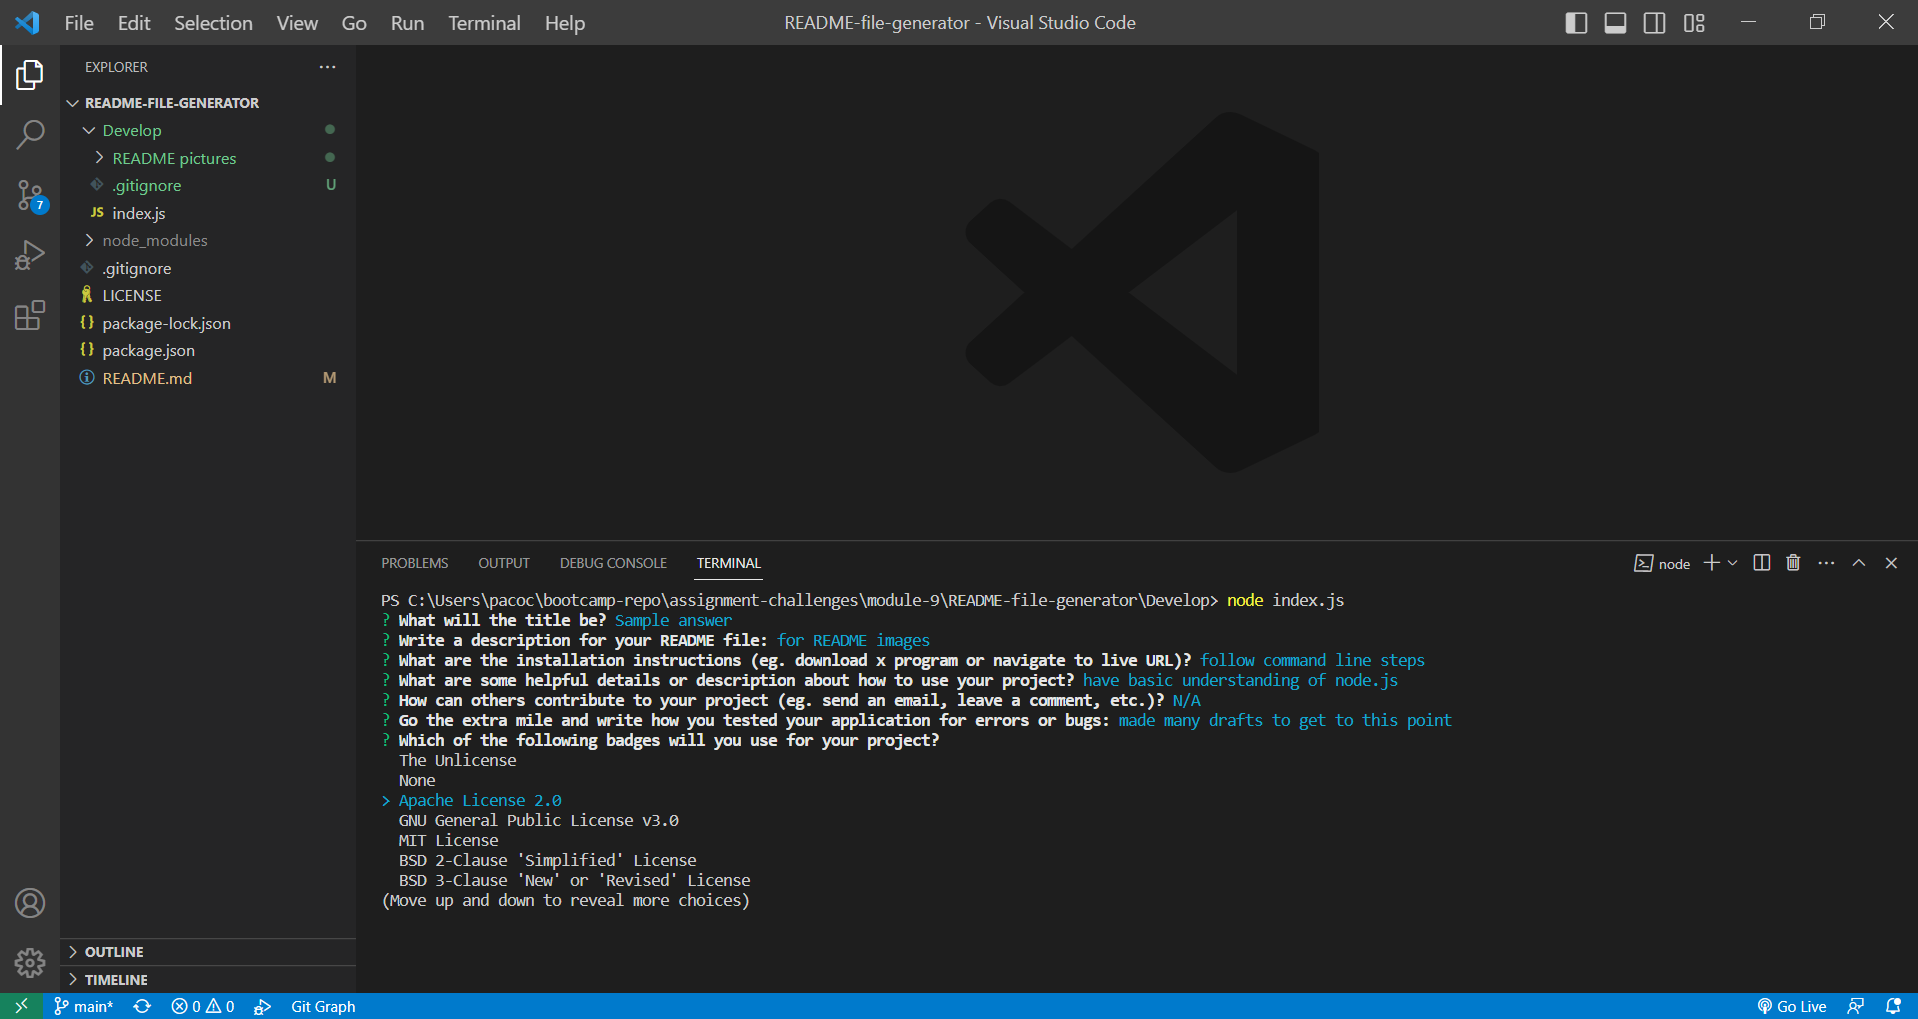 File Edit Selection View Go Run Terminal Help
README-file-generator - Visual Studio Code
EXPLORER
README-FILE-GENERATOR
Develop
README pictures
.gitignore U
JS index.js
node_modules
.gitignore
LICENSE
{} package-lock.json
{} package.json
README.md M
7
OUTLINE
TIMELINE
PROBLEMS OUTPUT DEBUG CONSOLE TERMINAL
node
PS C:\Users\pacoc\bootcamp-repo\assignment-challenges\module-9\README-file-generator\Develop> node index.js
? What will the title be? Sample answer
? Write a description for your README file: for README images
? What are the installation instructions (eg. download x program or navigate to live URL)? follow command line steps
? What are some helpful details or description about how to use your project? have basic understanding of node.js
? How can others contribute to your project (eg. send an email, leave a comment, etc.)? N/A
? Go the extra mile and write how you tested your application for errors or bugs: made many drafts to get to this point
? Which of the following badges will you use for your project?
The Unlicense
None
> Apache License 2.0
GNU General Public License v3.0
MIT License
BSD 2-Clause 'Simplified' License
BSD 3-Clause 'New' or 'Revised' License
(Move up and down to reveal more choices)
main* 0 0 Git Graph
Go Live